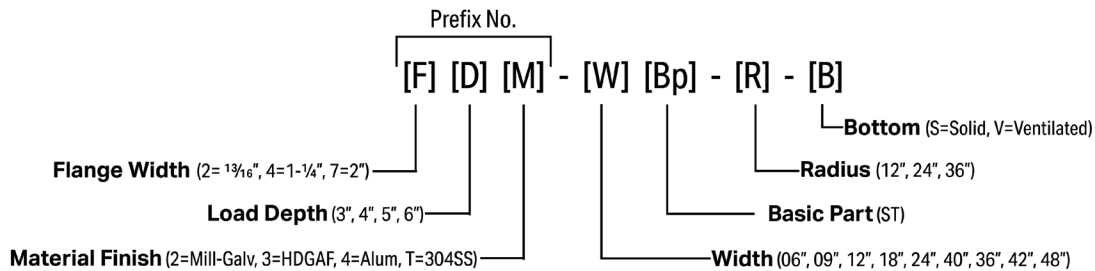 Prefix No.
[F] [D] [M] - [W] [Bp] - [R] - [B]
Bottom (S=Solid, V=Ventilated)
Flange Width (2= 13⁄16", 4=1-¼", 7=2")
Radius (12", 24", 36")
Load Depth (3", 4", 5", 6")
Basic Part (ST)
Material Finish (2=Mill-Galv, 3=HDGAF, 4=Alum, T=304SS)
Width (06", 09", 12", 18", 24", 40", 36", 42", 48")